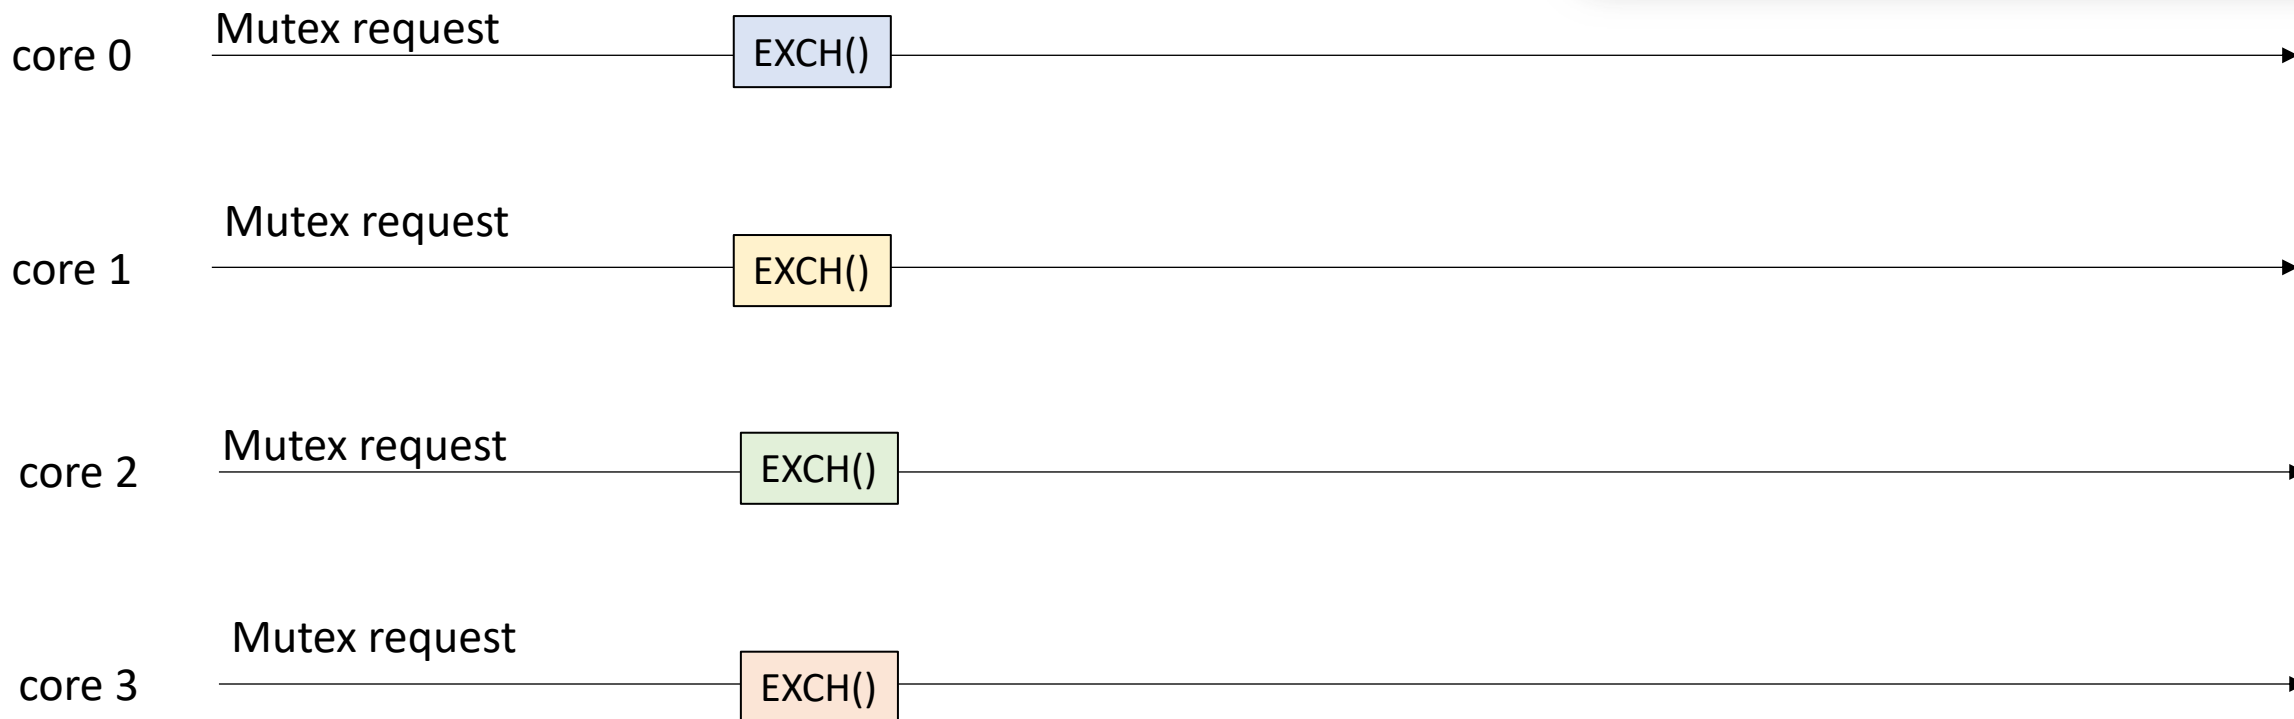 Mutex request
core 0
EXCH()
Mutex request
core 1
EXCH()
Mutex request
core 2
EXCH()
Mutex request
core 3
EXCH()